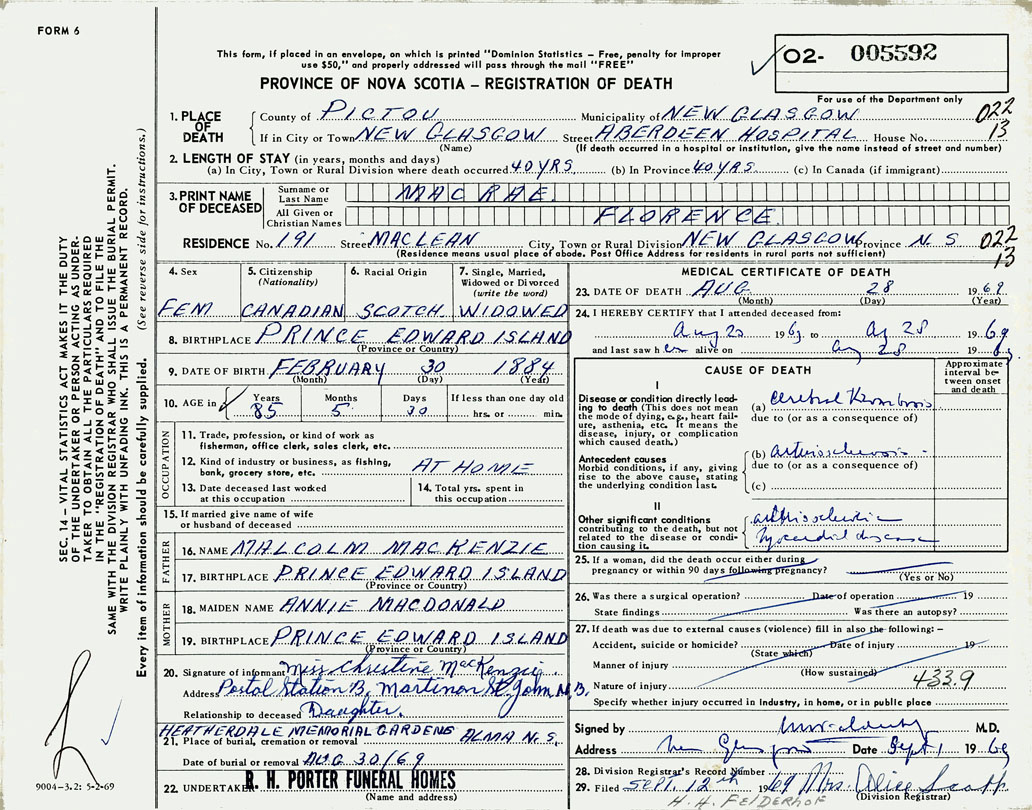 FORM 6
This form, if placed in an envelope, on which is printed "Dominion Statistics – Free, penalty for improper
use $50," and properly addressed will pass through the mail "FREE"
O2- 005592
PROVINCE OF NOVA SCOTIA – REGISTRATION OF DEATH
For use of the Department only
1. PLACE OF DEATH
County of PICTOU Municipality of NEW GLASGOW 022
If in City or Town NEW GLASGOW Street ABERDEEN HOSPITAL House No. 13
(Name) (If death occurred in a hospital or institution, give the name instead of street and number)
2. LENGTH OF STAY (in years, months and days)
(a) In City, Town or Rural Division where death occurred 40 YRS. (b) In Province 40 YRS. (c) In Canada (if immigrant)
3. PRINT NAME OF DECEASED
Surname or Last Name MAC RAE
All Given or Christian Names FLORENCE
RESIDENCE No. 191 Street MACLEAN City, Town or Rural Division NEW GLASGOW Province N. S 022
(Residence means usual place of abode. Post Office Address for residents in rural parts not sufficient) 13
4. Sex
FEM
5. Citizenship (Nationality)
CANADIAN
6. Racial Origin
SCOTCH
7. Single, Married, Widowed or Divorced (write the word)
WIDOWED
8. BIRTHPLACE PRINCE EDWARD ISLAND
(Province or Country)
9. DATE OF BIRTH FEBRUARY 30 1884
(Month) (Day) (Year)
10. AGE in Years Months Days If less than one day old
85 5 30 hrs. or min.
OCCUPATION
11. Trade, profession, or kind of work as
fisherman, office clerk, sales clerk, etc.
12. Kind of industry or business, as fishing,
bank, grocery store, etc. AT HOME
13. Date deceased last worked
at this occupation
14. Total yrs. spent in
this occupation
15. If married give name of wife
or husband of deceased
FATHER
16. NAME MALCOLM MACKENZIE
17. BIRTHPLACE PRINCE EDWARD ISLAND
(Province or Country)
MOTHER
18. MAIDEN NAME ANNIE MACDONALD
19. BIRTHPLACE PRINCE EDWARD ISLAND
(Province or Country)
20. Signature of informant Miss Christine MacKenzie
Address Postal Station B, Martinon St. John, N.B.
Relationship to deceased Daughter.
HEATHERDALE MEMORIAL GARDENS ALMA N.S.
21. Place of burial, cremation or removal
Date of burial or removal AUG 30/69
22. UNDERTAKER R. H. PORTER FUNERAL HOMES
(Name and address)
MEDICAL CERTIFICATE OF DEATH
23. DATE OF DEATH AUG 28 1969
(Month) (Day) (Year)
24. I HEREBY CERTIFY that I attended deceased from:
Aug 20 1969 to Ag 28 1969
and last saw her alive on Aug 28 19
CAUSE OF DEATH
Approximate interval between onset and death
I
Disease or condition directly leading to death (This does not mean
the mode of dying, e.g., heart failure, asthenia, etc. It means the
disease, injury, or complication which caused death.)
(a) cerebral thrombosis
due to (or as a consequence of)
Antecedent causes
Morbid conditions, if any, giving
rise to the above cause, stating
the underlying condition last.
(b) arteriosclerosis
due to (or as a consequence of)
(c)
II
Other significant conditions
contributing to the death, but not
related to the disease or condition causing it.
arteriosclerotic
myocardial disease
25. If a woman, did the death occur either during
pregnancy or within 90 days following pregnancy?
(Yes or No)
26. Was there a surgical operation? Date of operation 19
State findings Was there an autopsy?
27. If death was due to external causes (violence) fill in also the following: –
Accident, suicide or homicide? Date of injury 19
(State which)
Manner of injury
(How sustained)
Nature of injury 433.9
Specify whether injury occurred in Industry, in home, or in public place
Signed by M.D.
Address New Glasgow Date Sept 1 1969
28. Division Registrar's Record Number
29. Filed SEPT. 12th 1969 Mrs. Alice Scott
(Division Registrar)
H. H. FELDERHOF
SEC. 14 – VITAL STATISTICS ACT MAKES IT THE DUTY
OF THE UNDERTAKER OR PERSON ACTING AS UNDER-
TAKER TO OBTAIN ALL THE PARTICULARS REQUIRED
IN THE "REGISTRATION OF DEATH" AND TO FILE THE
SAME WITH THE DIVISION REGISTRAR WHO SHALL ISSUE THE BURIAL PERMIT.
WRITE PLAINLY WITH UNFADING INK. THIS IS A PERMANENT RECORD.
Every item of information should be carefully supplied. (See reverse side for instructions.)
9004-3.2: 5-2-69